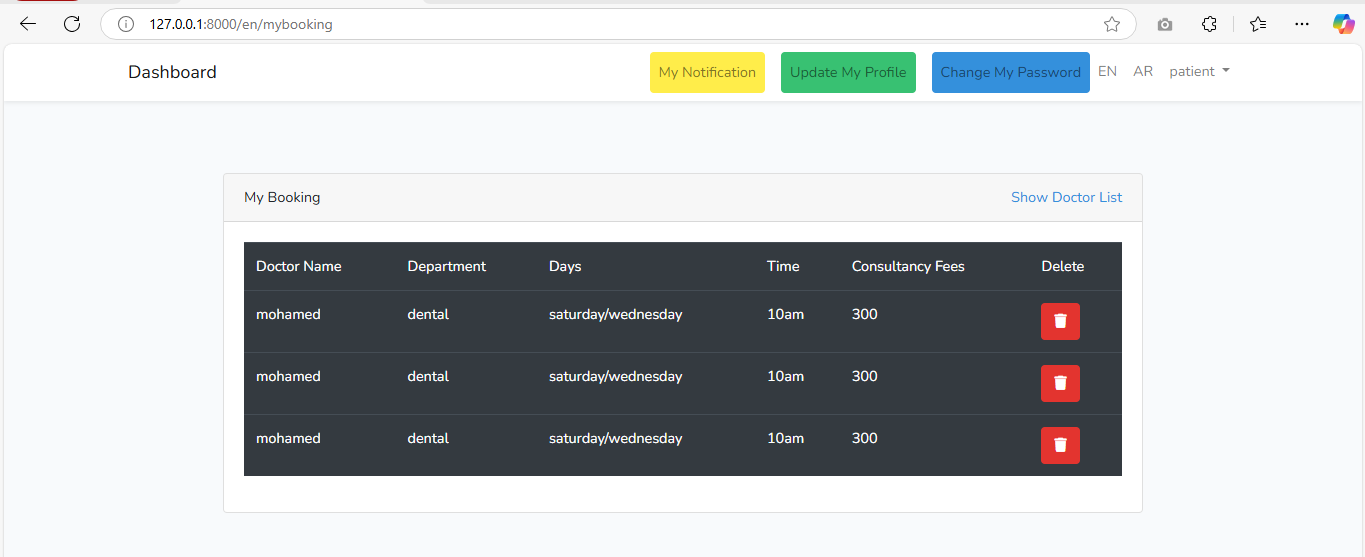 127.0.0.1:8000/en/mybooking
Dashboard My Notification Update My Profile Change My Password EN AR patient
My Booking Show Doctor List
Doctor Name Department Days Time Consultancy Fees Delete
mohamed dental saturday/wednesday 10am 300
mohamed dental saturday/wednesday 10am 300
mohamed dental saturday/wednesday 10am 300